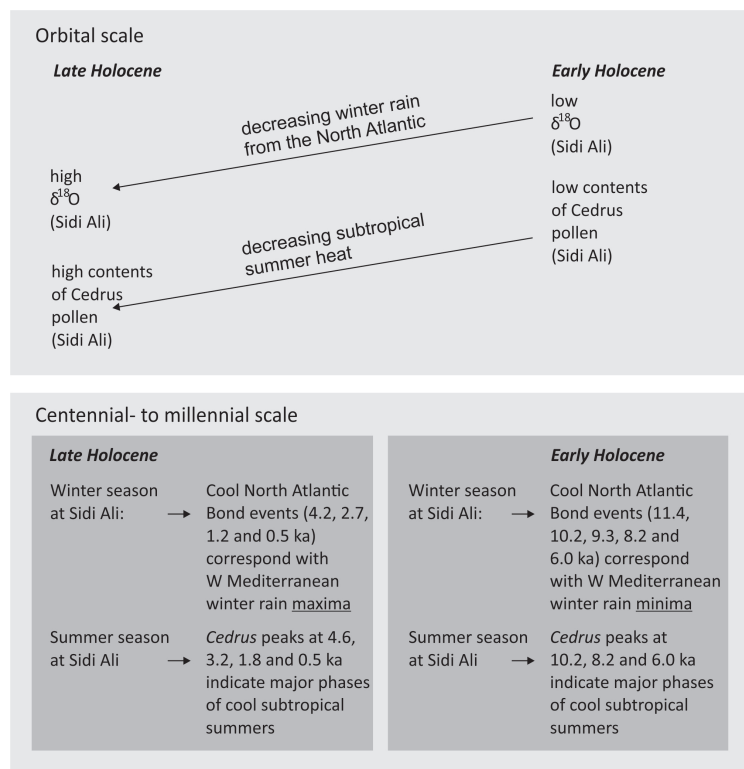 Orbital scale
Late Holocene
Early Holocene
low
δ18O
(Sidi Ali)
decreasing winter rain
from the North Atlantic
high
δ18O
(Sidi Ali)
low contents
of Cedrus
pollen
(Sidi Ali)
decreasing subtropical
summer heat
high contents
of Cedrus
pollen
(Sidi Ali)
Centennial- to millennial scale
Late Holocene
Winter season
at Sidi Ali:
Cool North Atlantic
Bond events (4.2, 2.7,
1.2 and 0.5 ka)
correspond with
W Mediterranean
winter rain maxima
Summer season
at Sidi Ali
Cedrus peaks at 4.6,
3.2, 1.8 and 0.5 ka
indicate major phases
of cool subtropical
summers
Early Holocene
Winter season
at Sidi Ali:
Cool North Atlantic
Bond events (11.4,
10.2, 9.3, 8.2 and
6.0 ka) correspond
with W Mediterranean
winter rain minima
Summer season
at Sidi Ali
Cedrus peaks at
10.2, 8.2 and 6.0 ka
indicate major phases
of cool subtropical
summers